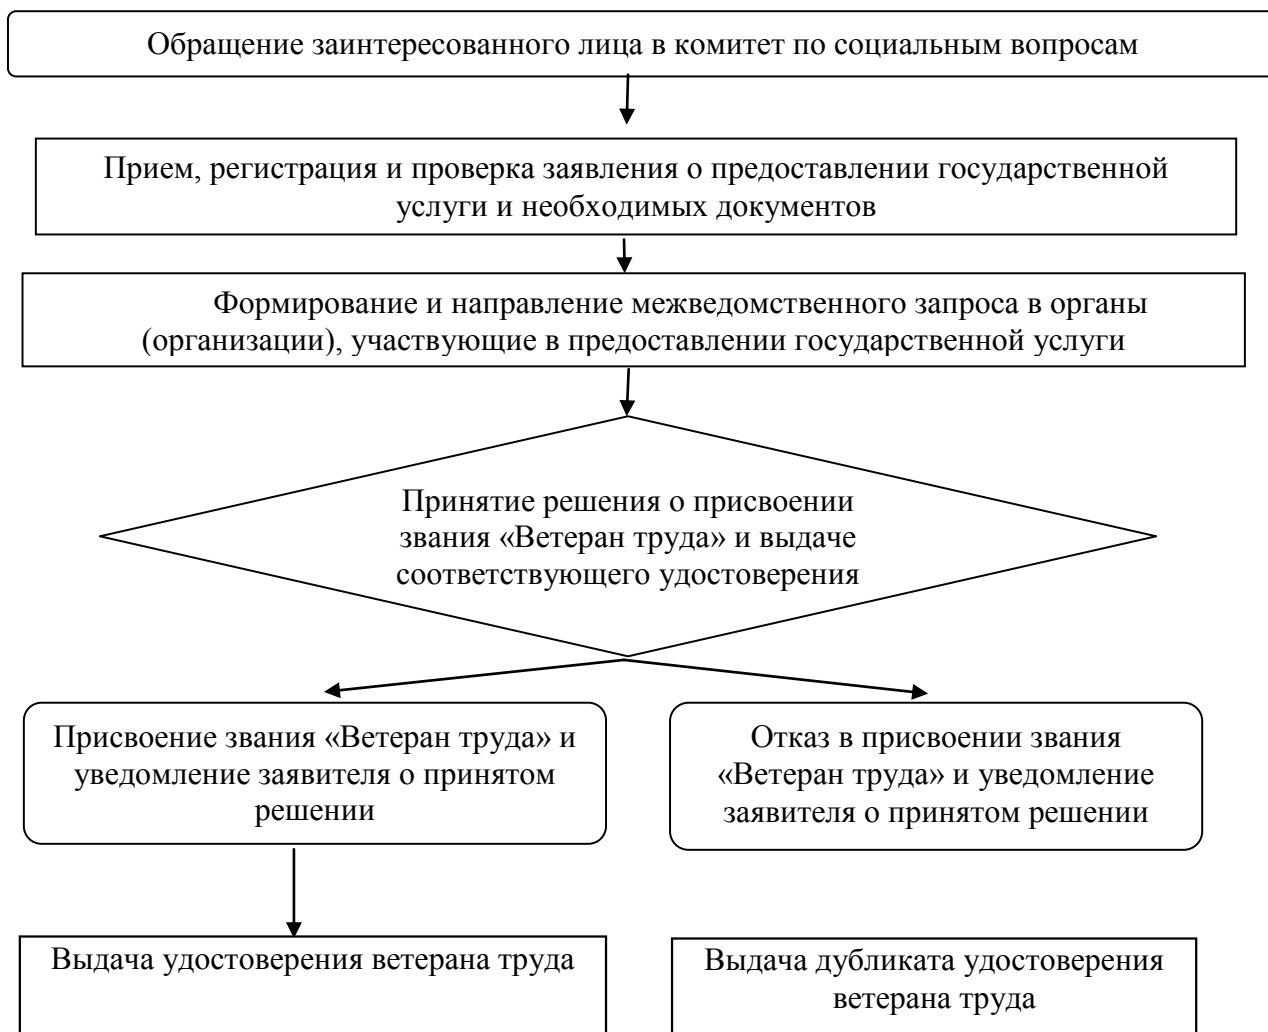 Обращение заинтересованного лица в комитет по социальным вопросам
Прием, регистрация и проверка заявления о предоставлении государственной
услуги и необходимых документов
Формирование и направление межведомственного запроса в органы
(организации), участвующие в предоставлении государственной услуги
Принятие решения о присвоении
звания «Ветеран труда» и выдаче
соответствующего удостоверения
Присвоение звания «Ветеран труда» и
уведомление заявителя о принятом
решении
Отказ в присвоении звания
«Ветеран труда» и уведомление
заявителя о принятом решении
Выдача удостоверения ветерана труда
Выдача дубликата удостоверения
ветерана труда